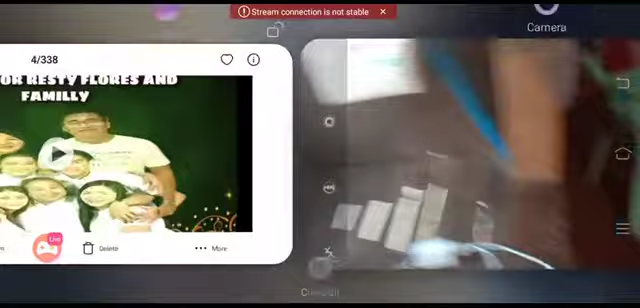 Stream connection is not stable
Camera
4/338
OR RESTY FLORES AND
FAMILLY
Live
Delete
More